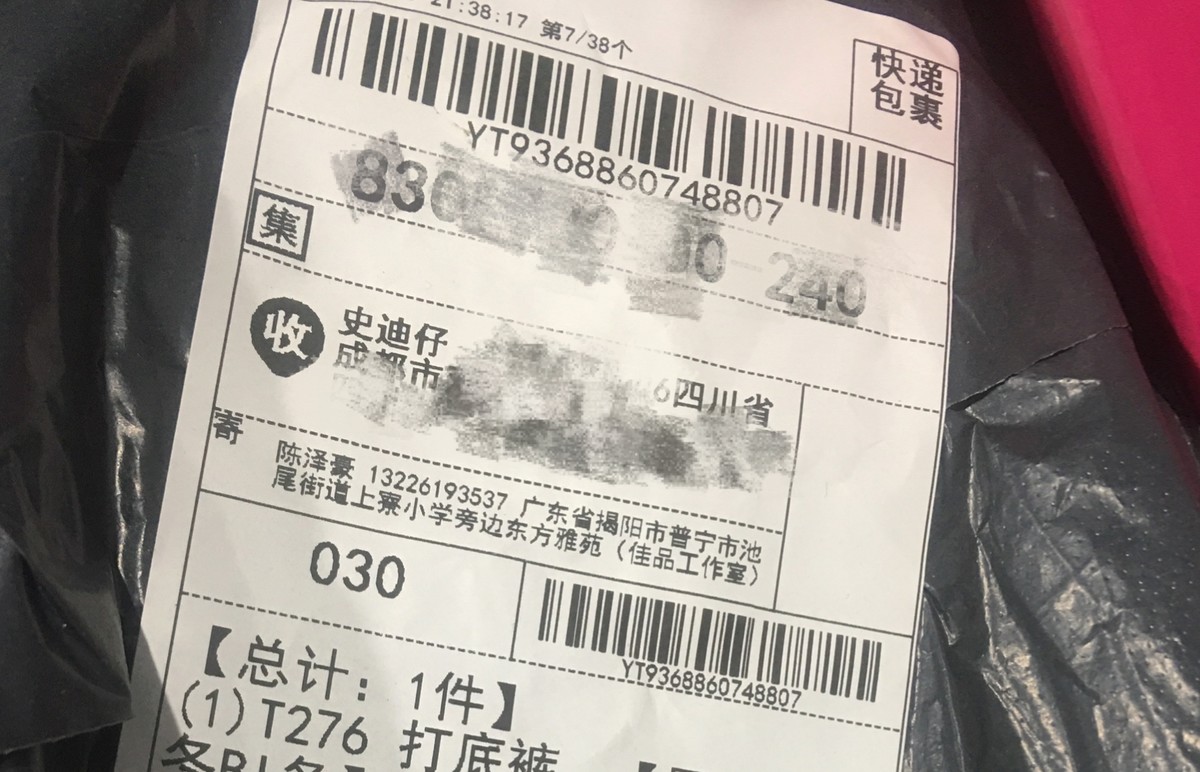 21:38:17 第7/38个
快递
包裹
YT9368860748807
830
00-240
集
收
史迪仔
成都市
6四川省
寄
陈泽豪 13226193537 广东省揭阳市普宁市池
尾街道上寮小学旁边东方雅苑（佳品工作室）
030
YT9368860748807
【总计：1件】
(1)T276 打底裤